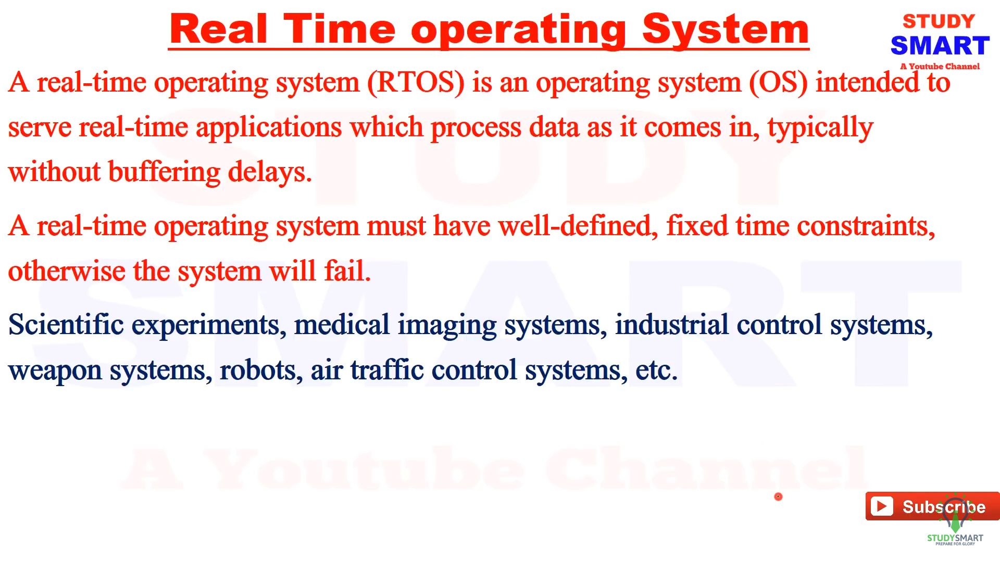 Real Time operating System
STUDY
SMART
A Youtube Channel
A real-time operating system (RTOS) is an operating system (OS) intended to
serve real-time applications which process data as it comes in, typically
without buffering delays.
A real-time operating system must have well-defined, fixed time constraints,
otherwise the system will fail.
Scientific experiments, medical imaging systems, industrial control systems,
weapon systems, robots, air traffic control systems, etc.
STUDY
SMART
A Youtube Channel
Subscribe
STUDYSMART
PREPARE FOR GLORY